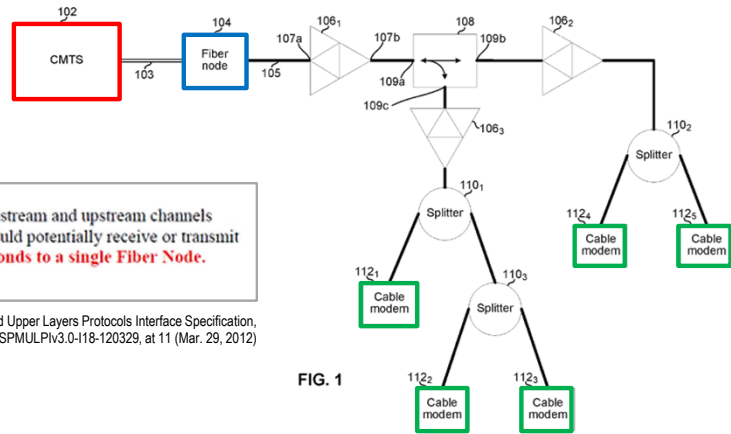 102
CMTS
103
104
Fiber
node
105
107a
106₁
107b
108
109a
109b
109c
106₂
106₃
110₂
Splitter
112₄
Cable
modem
112₅
Cable
modem
110₁
Splitter
112₁
Cable
modem
110₃
Splitter
112₂
Cable
modem
112₃
Cable
modem
FIG. 1
stream and upstream channels
uld potentially receive or transmit
onds to a single Fiber Node.
d Upper Layers Protocols Interface Specification,
SPMULPIv3.0-I18-120329, at 11 (Mar. 29, 2012)